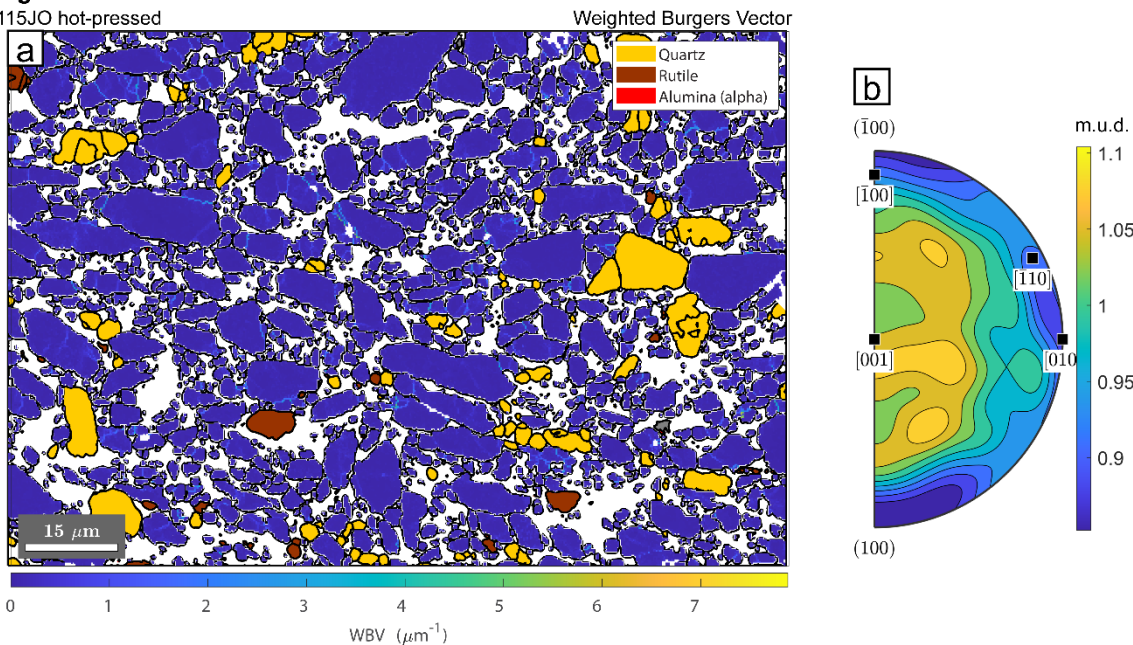 115JO hot-pressed
Weighted Burgers Vector
a
Quartz
Rutile
Alumina (alpha)
15 μm
0 1 2 3 4 5 6 7
WBV (μm⁻¹)
b
(1̄00)
m.u.d.
[1̄00]
[1̄10]
[001]
[010]
(100)
1.1
1.05
1
0.95
0.9